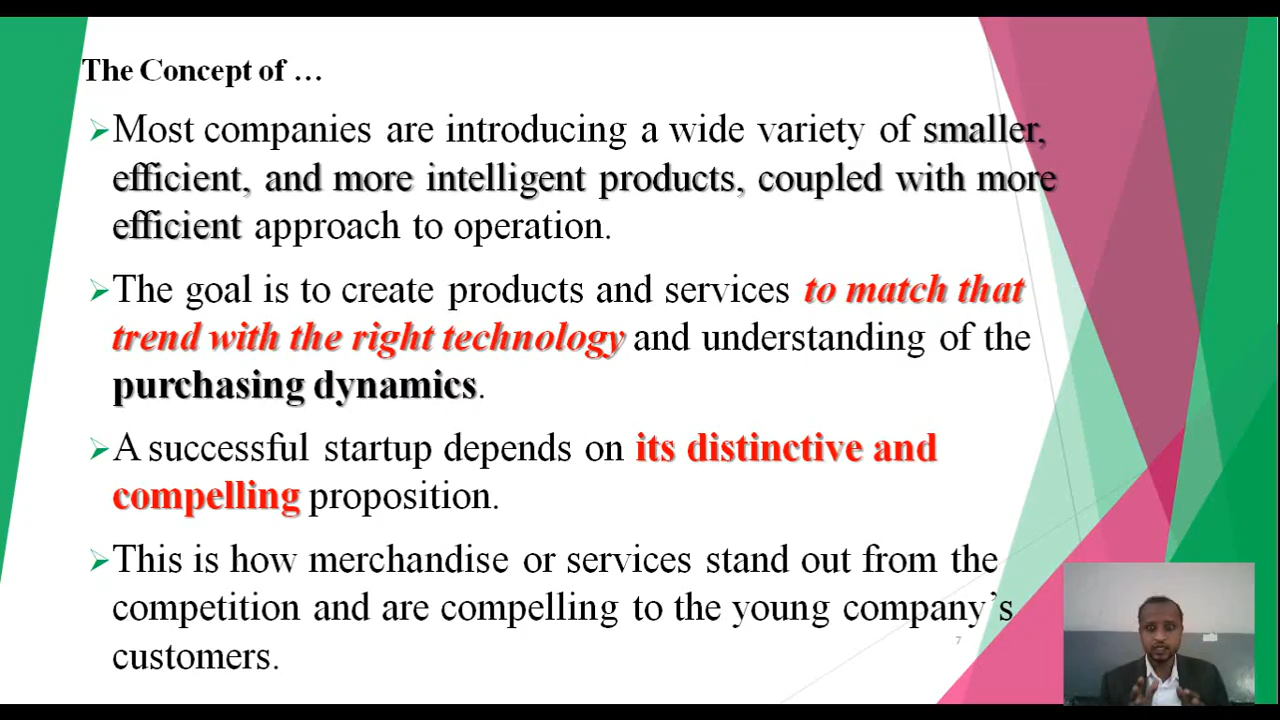 The Concept of …
➢Most companies are introducing a wide variety of smaller,
efficient, and more intelligent products, coupled with more
efficient approach to operation.
➢The goal is to create products and services to match that
trend with the right technology and understanding of the
purchasing dynamics.
➢A successful startup depends on its distinctive and
compelling proposition.
➢This is how merchandise or services stand out from the
competition and are compelling to the young company’s
customers.
7